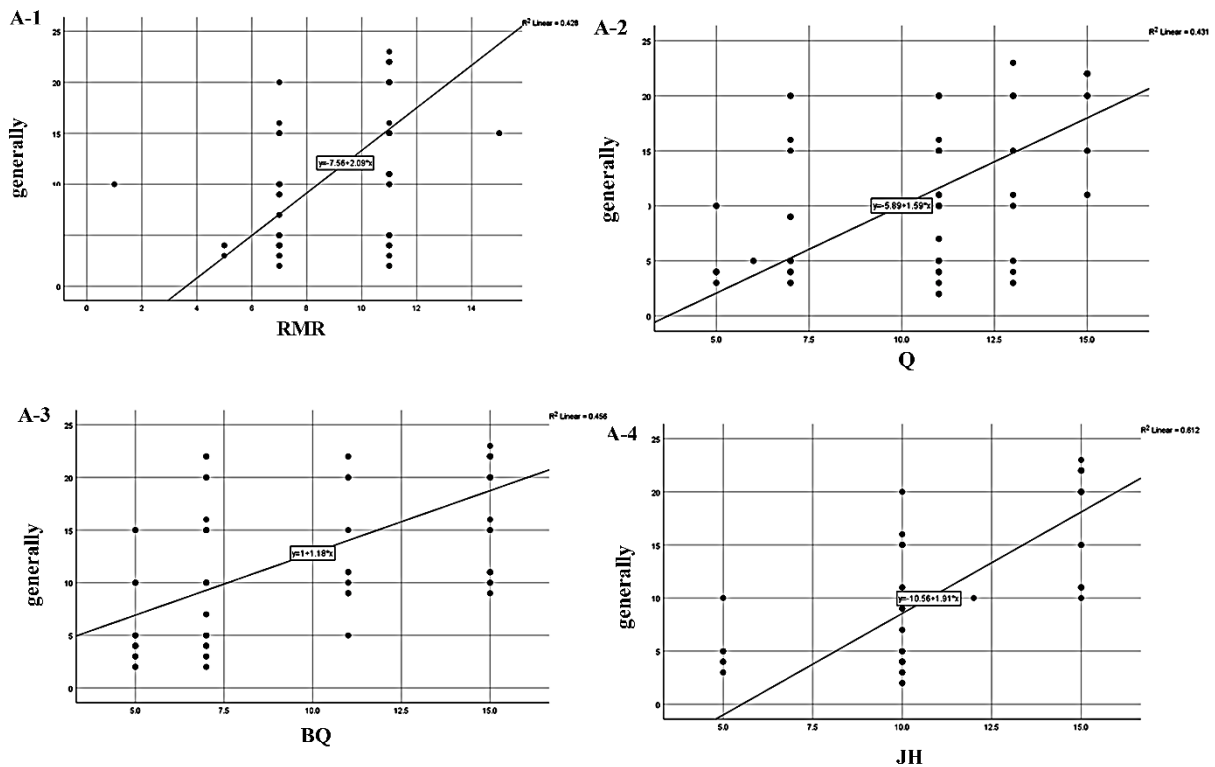 A-1
R² Linear = 0.428
generally
25
20
15
10
5
0
y=-7.56+2.09*x
0 2 4 6 8 10 12 14
RMR
A-2
R² Linear = 0.431
generally
25
20
15
10
5
0
y=-5.89+1.59*x
5.0 7.5 10.0 12.5 15.0
Q
A-3
R² Linear = 0.456
generally
25
20
15
10
5
0
y=1+1.18*x
5.0 7.5 10.0 12.5 15.0
BQ
A-4
R² Linear = 0.612
generally
25
20
15
10
5
0
y=-10.56+1.91*x
5.0 7.5 10.0 12.5 15.0
JH